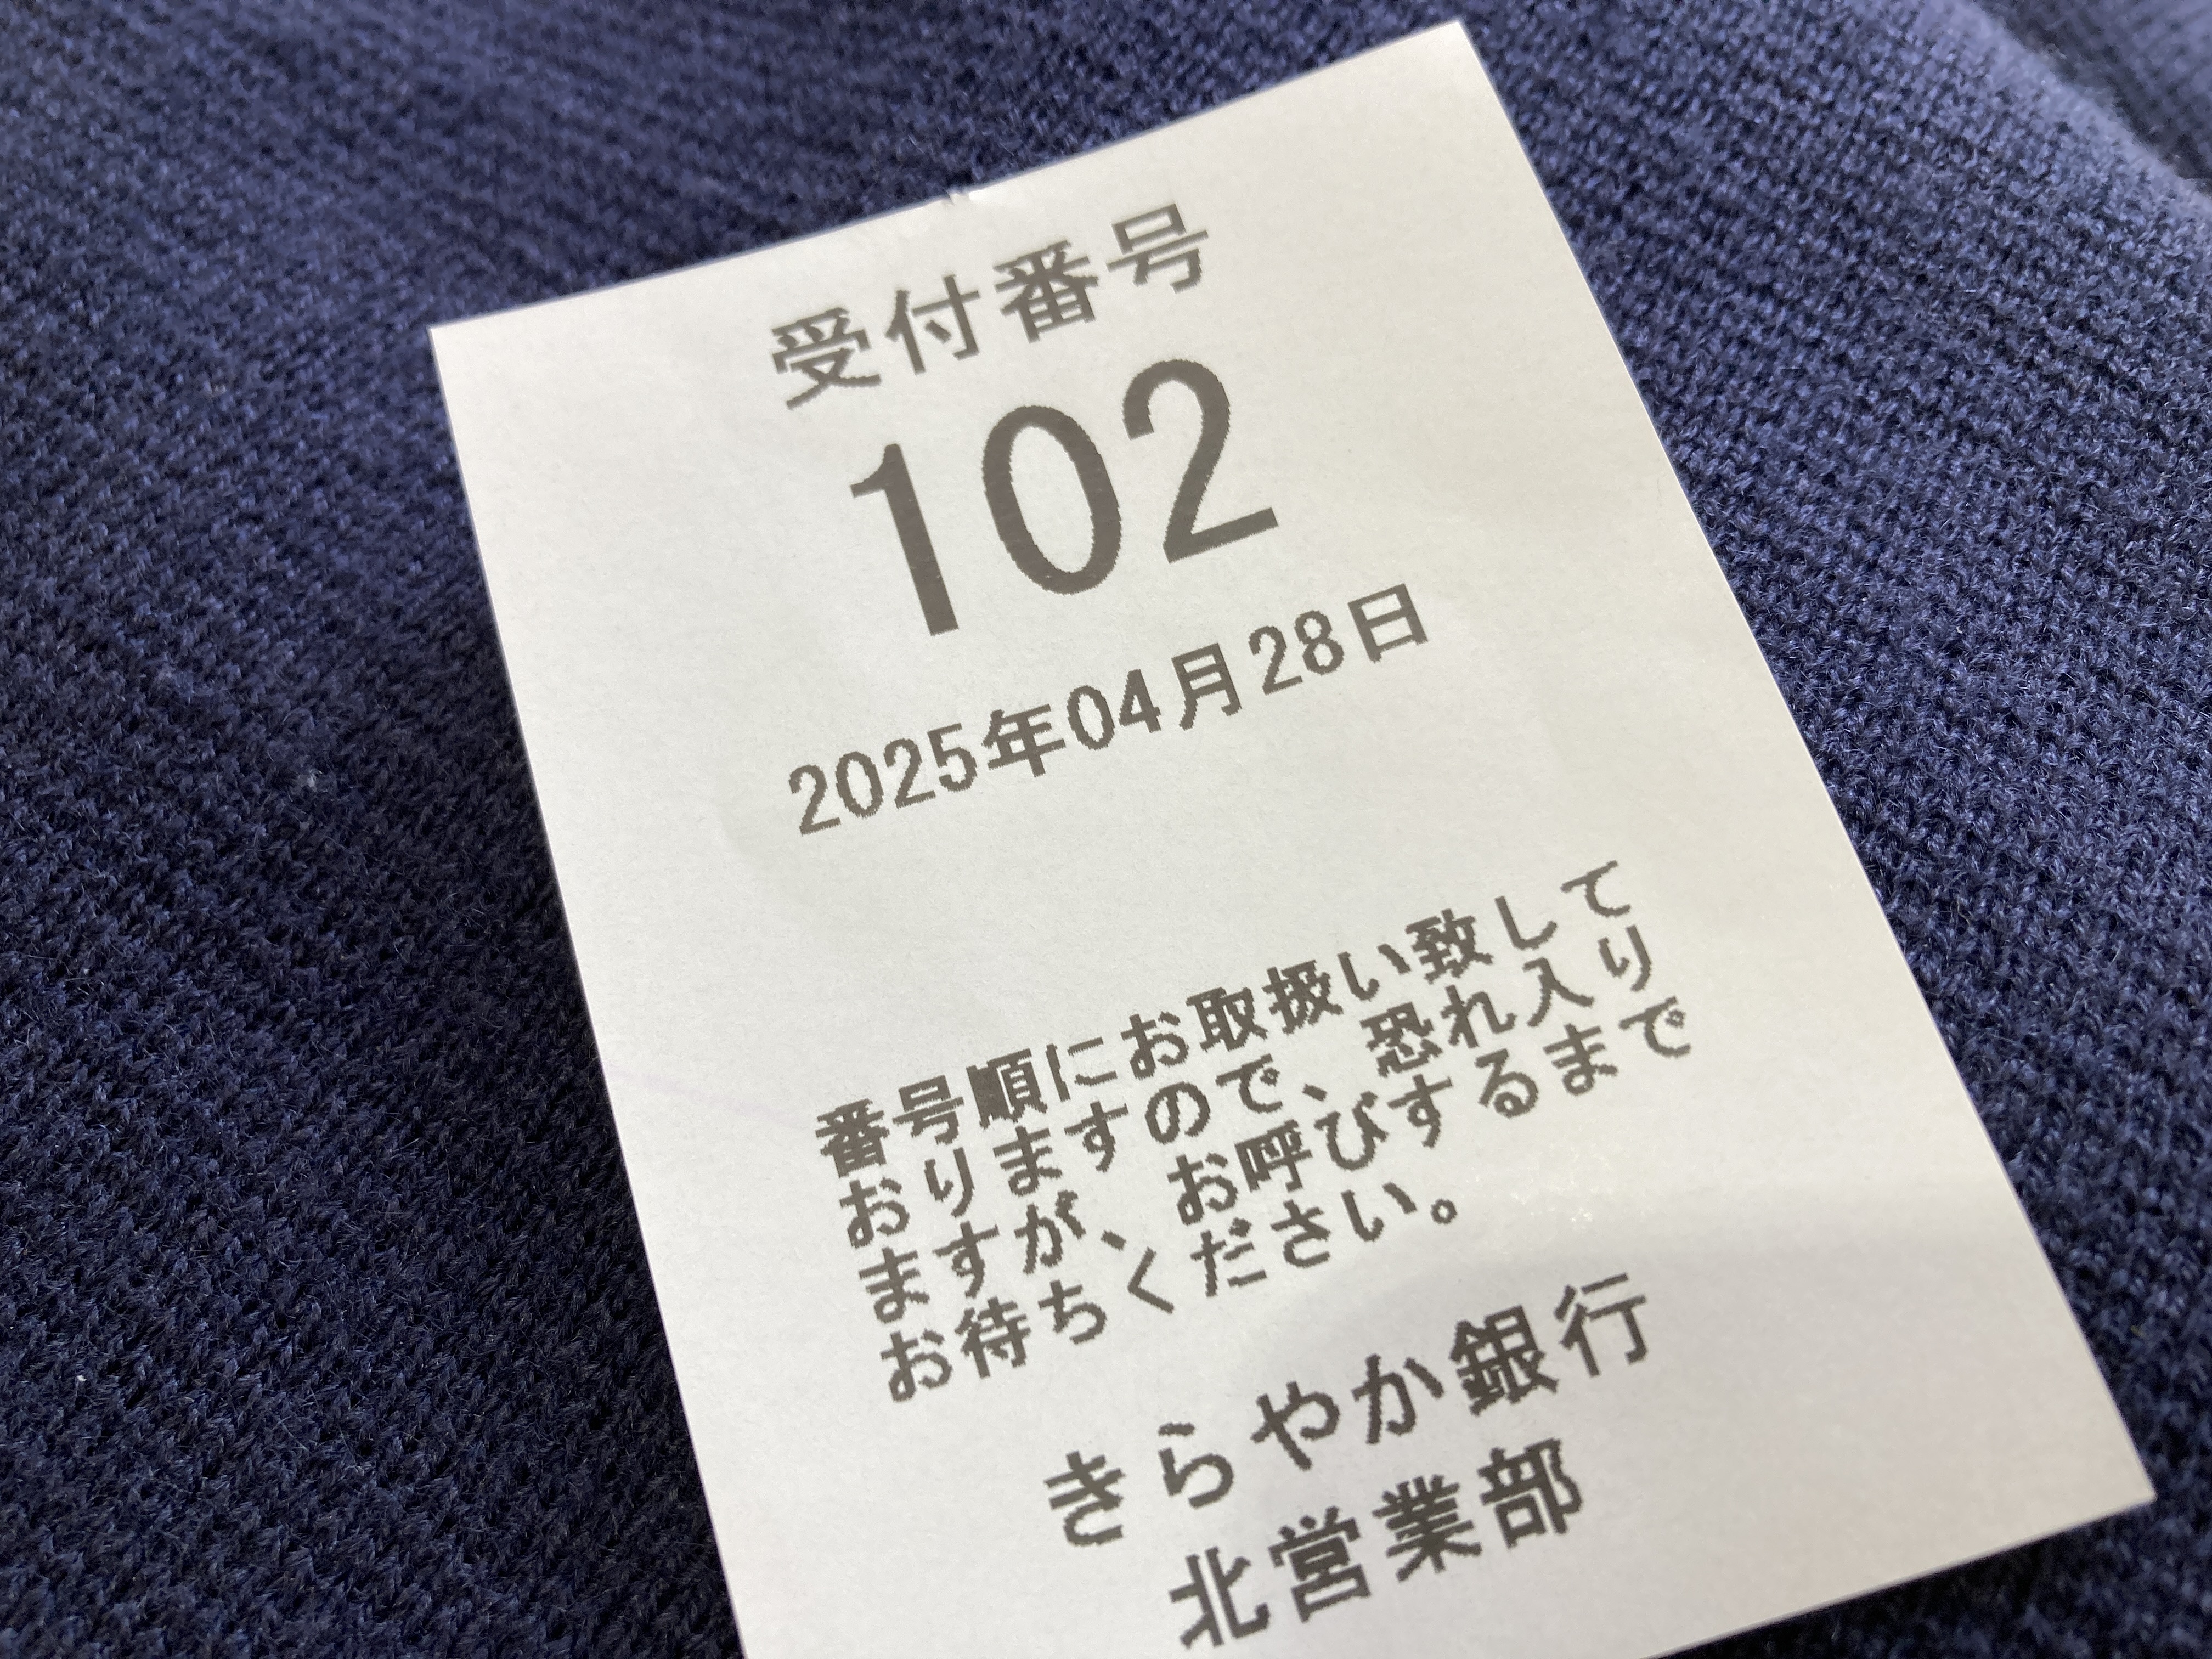 受付番号
102
2025年04月28日
番号順にお取扱い致して
おりますので、恐れ入り
ますが、お呼びするまで
お待ちください。
きらやか銀行
北営業部